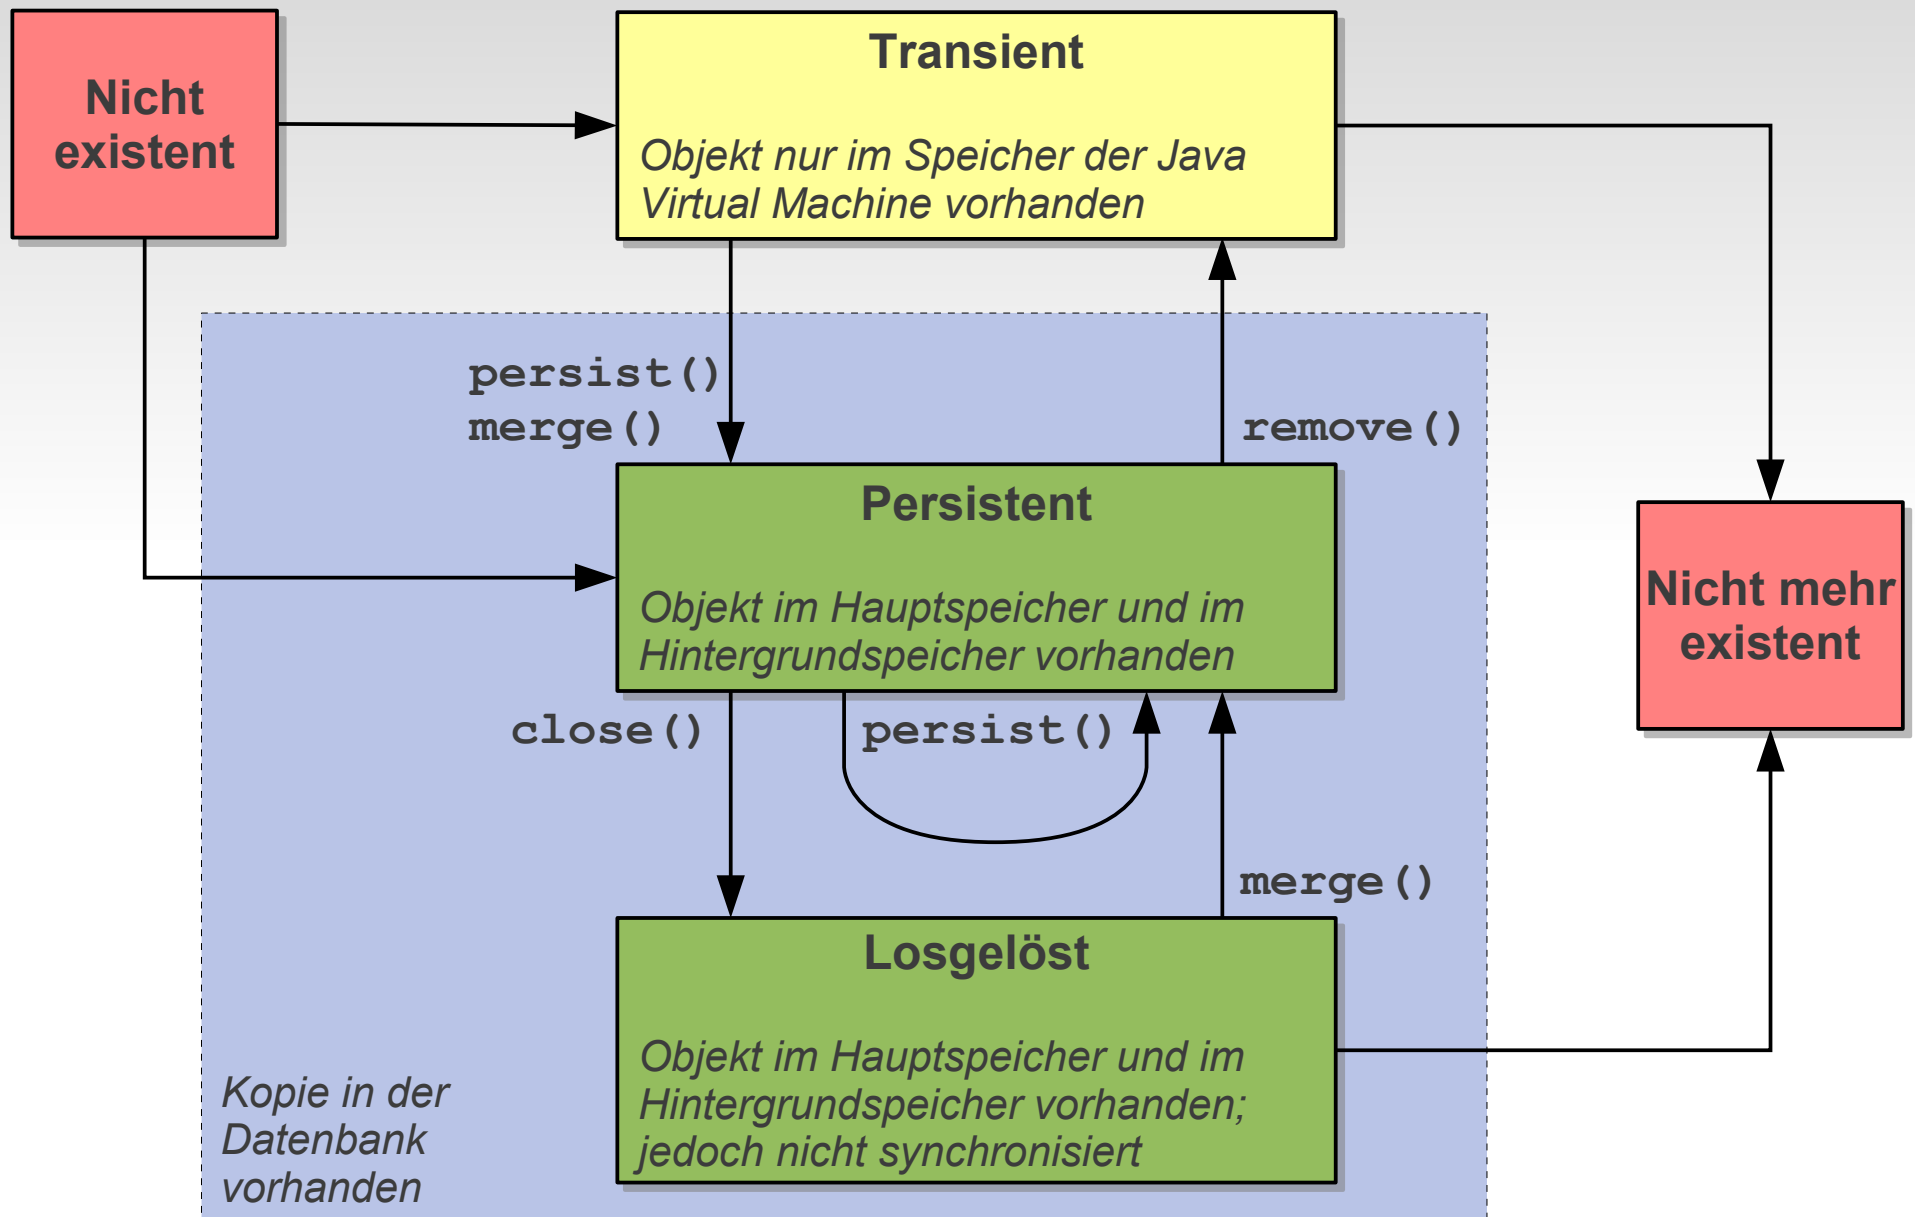 Nicht
existent
Transient
Objekt nur im Speicher der Java
Virtual Machine vorhanden
persist()
merge()
remove()
Persistent
Objekt im Hauptspeicher und im
Hintergrundspeicher vorhanden
Nicht mehr
existent
close()
persist()
merge()
Losgelöst
Objekt im Hauptspeicher und im
Hintergrundspeicher vorhanden;
jedoch nicht synchronisiert
Kopie in der
Datenbank
vorhanden